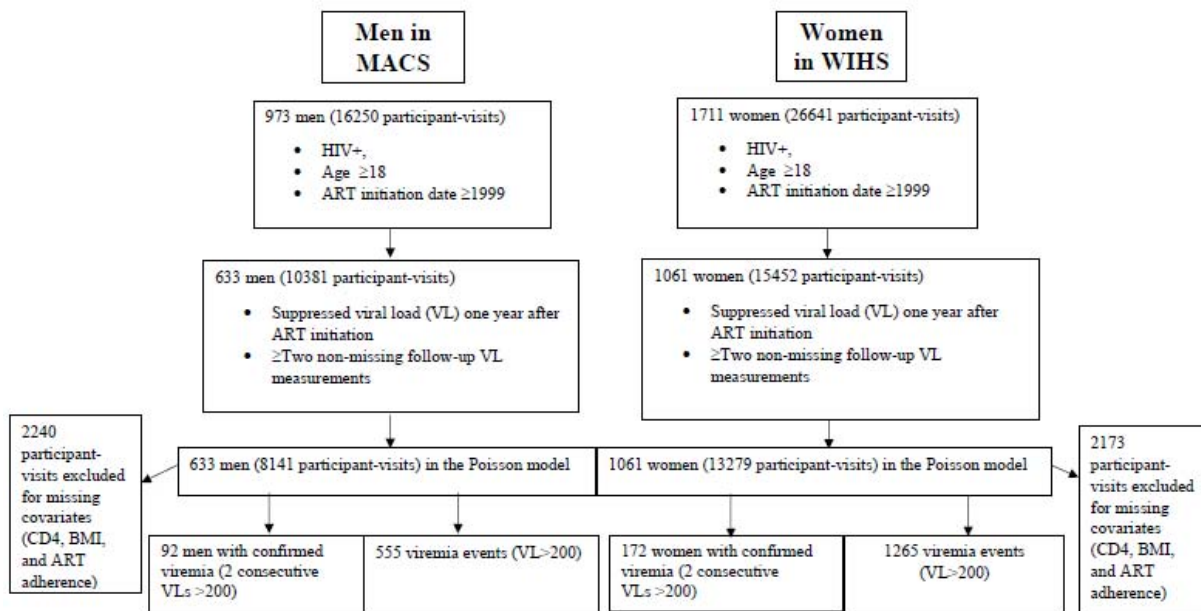 Men in
MACS
Women
in WIHS
973 men (16250 participant-visits)
• HIV+,
• Age ≥18
• ART initiation date ≥1999
1711 women (26641 participant-visits)
• HIV+,
• Age ≥18
• ART initiation date ≥1999
633 men (10381 participant-visits)
• Suppressed viral load (VL) one year after
ART initiation
• ≥Two non-missing follow-up VL
measurements
1061 women (15452 participant-visits)
• Suppressed viral load (VL) one year after
ART initiation
• ≥Two non-missing follow-up VL
measurements
2240
participant-
visits excluded
for missing
covariates
(CD4, BMI,
and ART
adherence)
633 men (8141 participant-visits) in the Poisson model
1061 women (13279 participant-visits) in the Poisson model
2173
participant-
visits excluded
for missing
covariates
(CD4, BMI,
and ART
adherence)
92 men with confirmed
viremia (2 consecutive
VLs >200)
555 viremia events (VL>200)
172 women with confirmed
viremia (2 consecutive
VLs >200)
1265 viremia events
(VL>200)